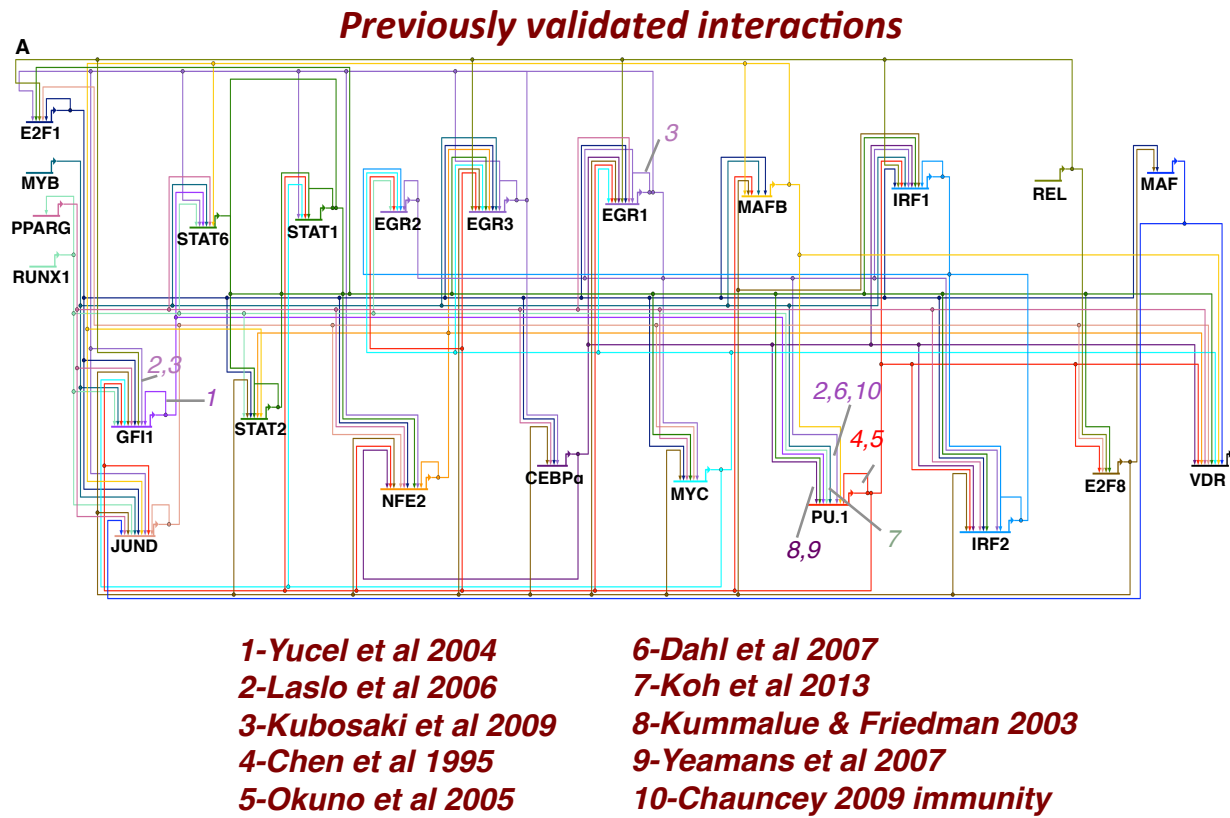 Previously validated interactions
A
E2F1
MYB
PPARG
RUNX1
STAT6
STAT1
EGR2
EGR3
EGR1
3
MAFB
IRF1
REL
MAF
2,3
1
GFI1
STAT2
NFE2
CEBPα
MYC
2,6,10
4,5
PU.1
8,9
7
IRF2
E2F8
VDR
JUND
1-Yucel et al 2004
2-Laslo et al 2006
3-Kubosaki et al 2009
4-Chen et al 1995
5-Okuno et al 2005
6-Dahl et al 2007
7-Koh et al 2013
8-Kummalue & Friedman 2003
9-Yeamans et al 2007
10-Chauncey 2009 immunity